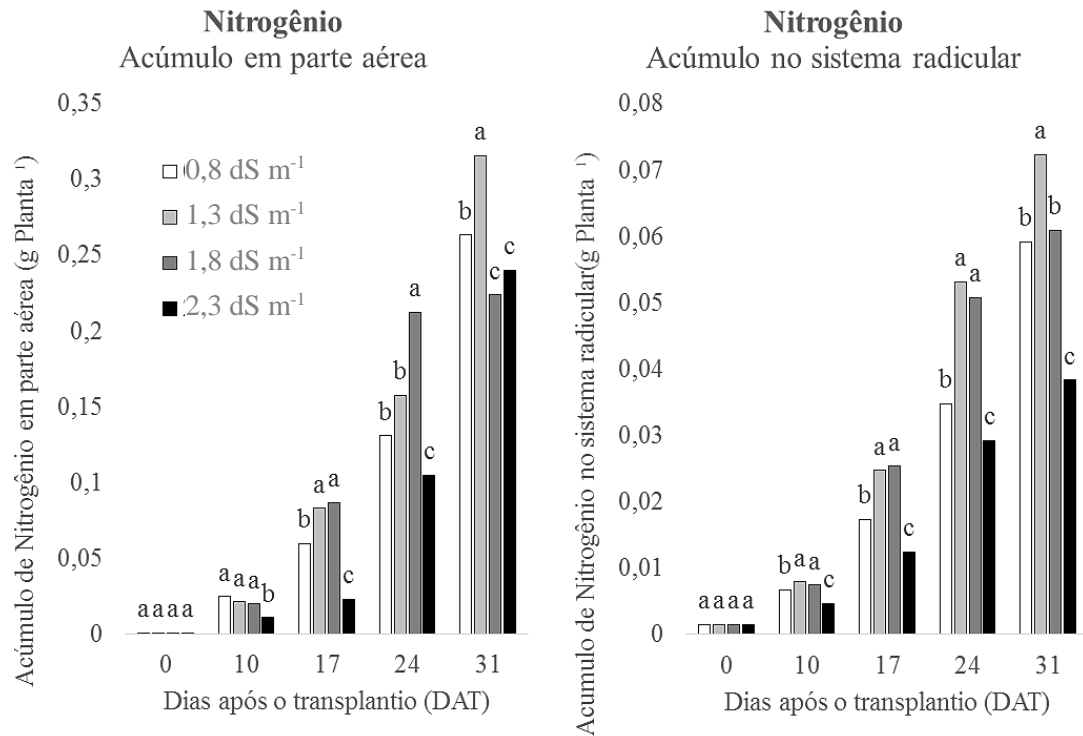 Nitrogênio
Acúmulo em parte aérea
Acúmulo de Nitrogênio em parte aérea (g Planta ¹)
0,35
0,3
0,25
0,2
0,15
0,1
0,05
0
0,8 dS m-1
1,3 dS m-1
1,8 dS m-1
2,3 dS m-1
a a a a
a a a b
b a a c
b b a c
b a c c
0 10 17 24 31
Dias após o transplantio (DAT)
Nitrogênio
Acúmulo no sistema radicular
Acumulo de Nitrogênio no sistema radicular(g Planta ¹)
0,08
0,07
0,06
0,05
0,04
0,03
0,02
0,01
0
a a a a
b a a c
b a a c
b a a c
b a b c
0 10 17 24 31
Dias após o transplantio (DAT)